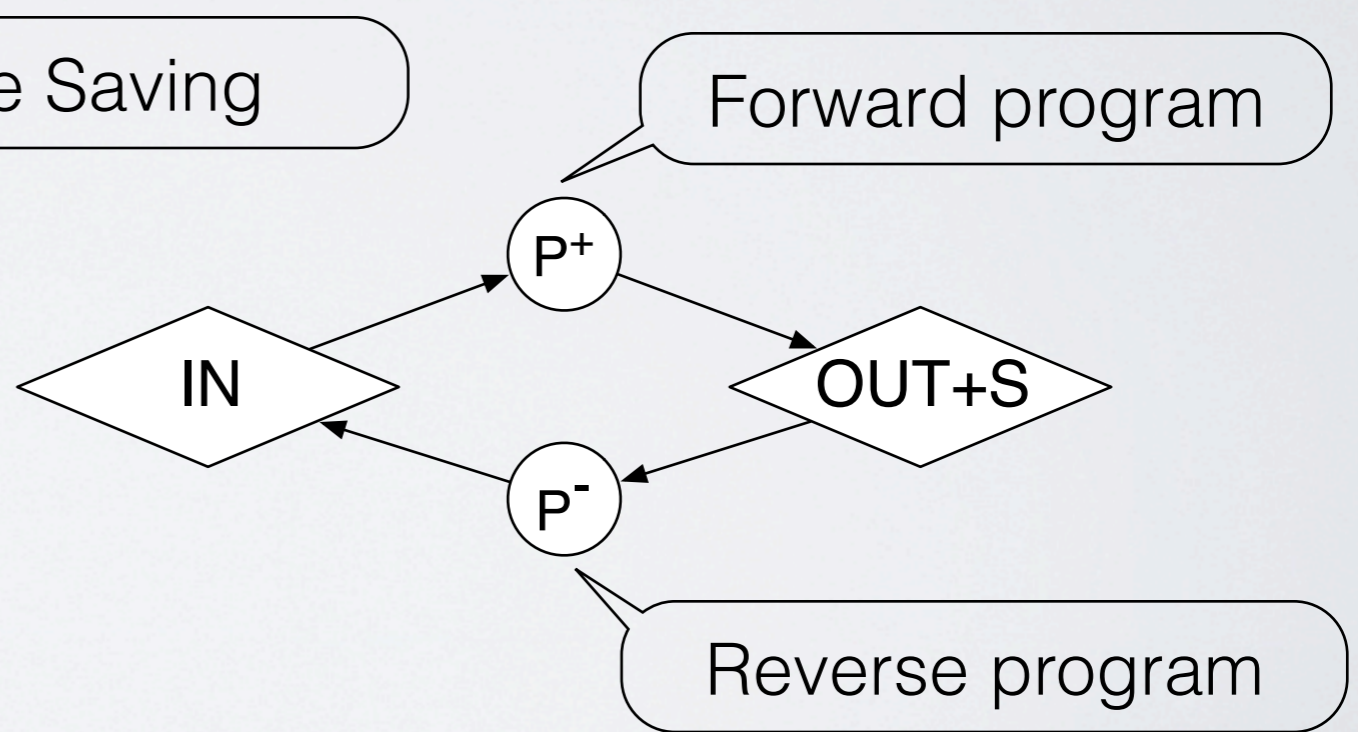 e Saving
Forward program
P⁺
IN
OUT+S
P⁻
Reverse program